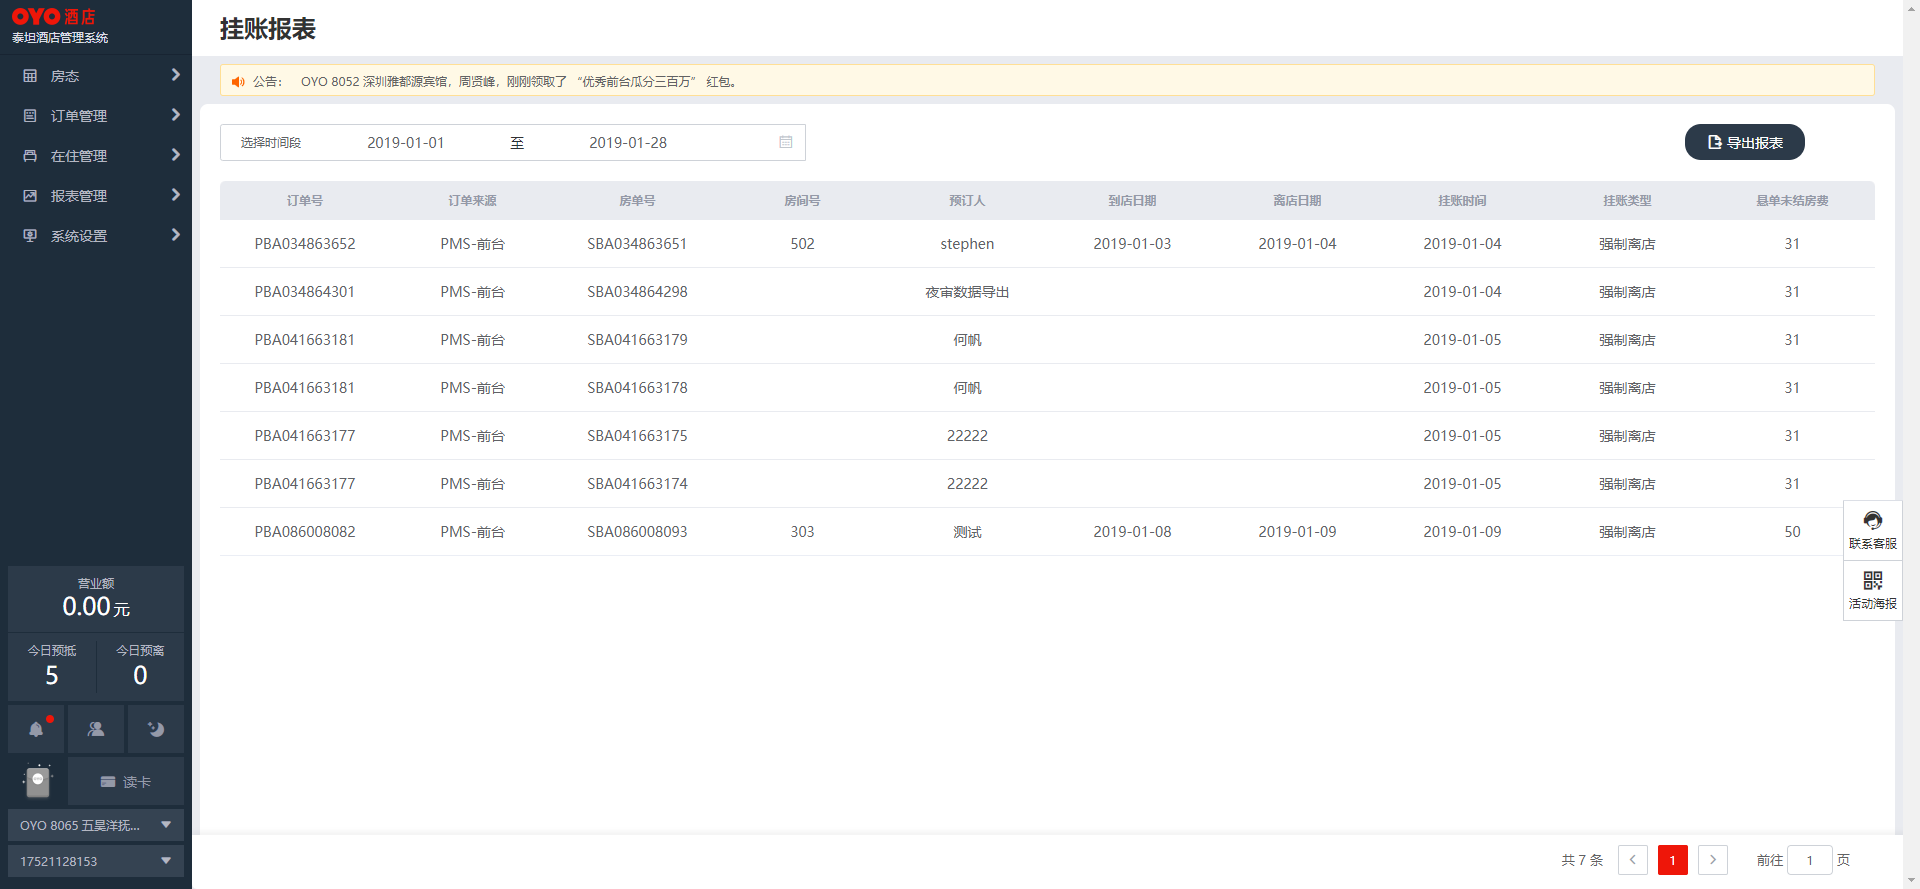 OYO 酒店
泰坦酒店管理系统
房态
订单管理
在住管理
报表管理
系统设置
营业额
0.00元
今日预抵 今日预离
5 0
读卡
OYO 8065 五昊洋抚...
17521128153
挂账报表
公告： OYO 8052 深圳雅都源宾馆，周贤峰，刚刚领取了 “优秀前台瓜分三百万” 红包。
选择时间段 2019-01-01 至 2019-01-28
导出报表
订单号 订单来源 房单号 房间号 预订人 到店日期 离店日期 挂账时间 挂账类型 悬单未结房费
PBA034863652 PMS-前台 SBA034863651 502 stephen 2019-01-03 2019-01-04 2019-01-04 强制离店 31
PBA034864301 PMS-前台 SBA034864298 夜审数据导出 2019-01-04 强制离店 31
PBA041663181 PMS-前台 SBA041663179 何帆 2019-01-05 强制离店 31
PBA041663181 PMS-前台 SBA041663178 何帆 2019-01-05 强制离店 31
PBA041663177 PMS-前台 SBA041663175 22222 2019-01-05 强制离店 31
PBA041663177 PMS-前台 SBA041663174 22222 2019-01-05 强制离店 31
PBA086008082 PMS-前台 SBA086008093 303 测试 2019-01-08 2019-01-09 2019-01-09 强制离店 50
联系客服
活动海报
共 7 条 1 前往 1 页